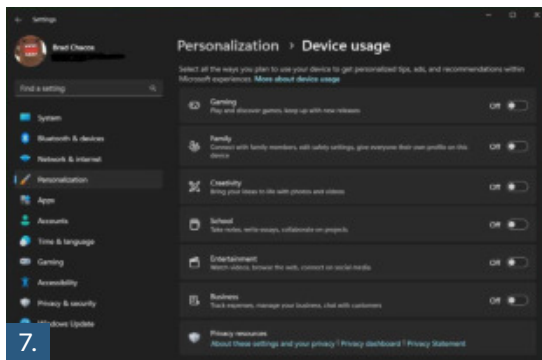 Settings
Brad Chacos
Find a setting
System
Bluetooth & devices
Network & internet
Personalization
Apps
Accounts
Time & language
Gaming
Accessibility
Privacy & security
Windows Update
7.
Personalization > Device usage
Select all the ways you plan to use your device to get personalized tips, ads, and recommendations within
Microsoft experiences. More about device usage
Gaming
Play and discover games, keep up with new releases
Off
Family
Connect with family members, edit safety settings, give everyone their own profile on this
device
Off
Creativity
Bring your ideas to life with photos and videos
Off
School
Take notes, write essays, collaborate on projects
Off
Entertainment
Watch videos, browse the web, connect on social media
Off
Business
Track expenses, manage your business, chat with customers
Off
Privacy resources
About these settings and your privacy | Privacy dashboard | Privacy Statement